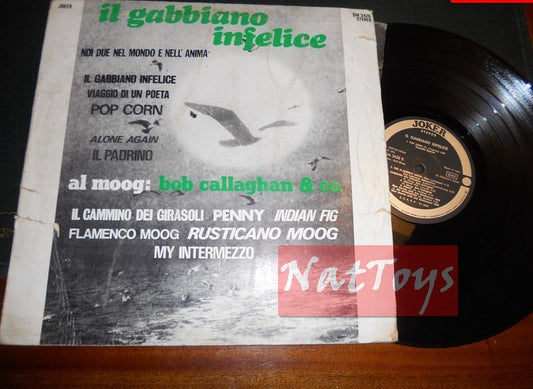 JOKER
SM 3428
STEREO
il gabbiano
infelice
NOI DUE NEL MONDO E NELL'ANIMA
IL GABBIANO INFELICE
VIAGGIO DI UN POETA
POP CORN
ALONE AGAIN
IL PADRINO
al moog: bob callaghan & co.
IL CAMMINO DEI GIRASOLI PENNY INDIAN FIG
FLAMENCO MOOG RUSTICANO MOOG
MY INTERMEZZO
JOKER
STEREO
IL GABBIANO INFELICE
NatToys